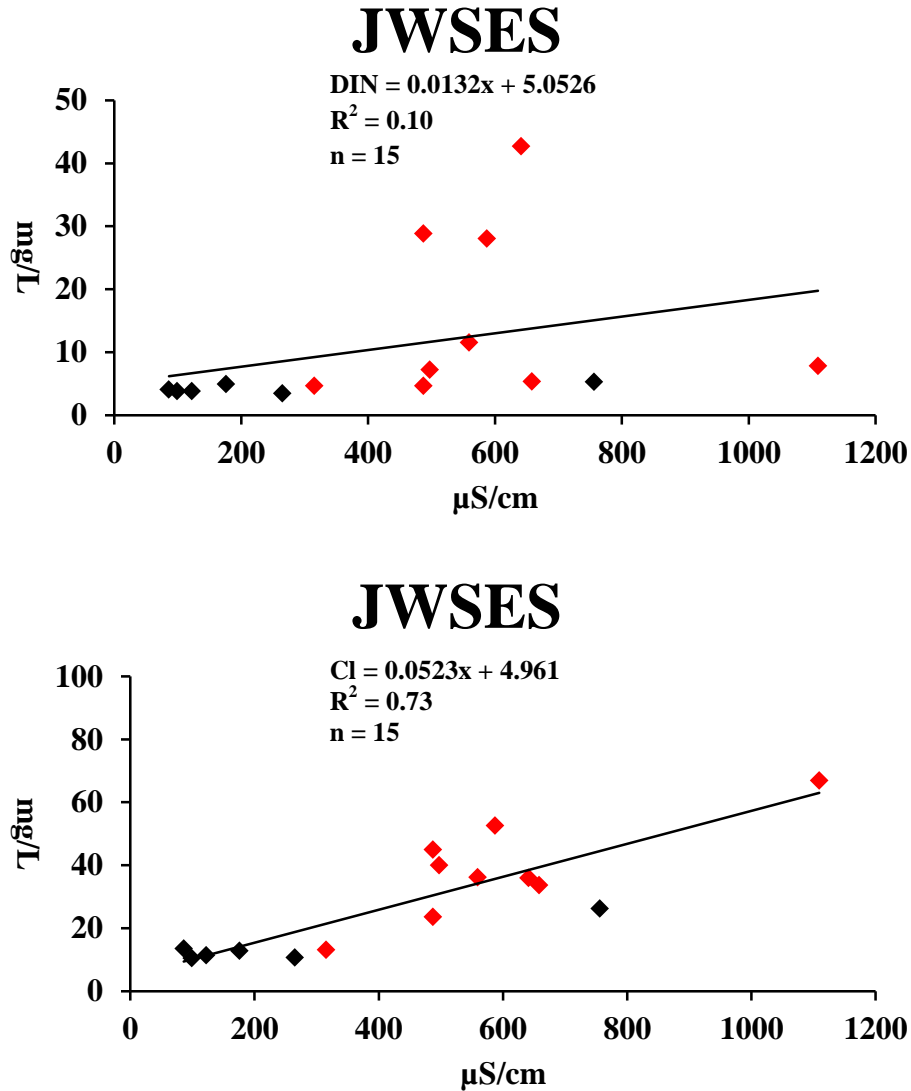 JWSES
DIN = 0.0132x + 5.0526
R² = 0.10
n = 15
50
40
30
20
10
0
mg/L
0 200 400 600 800 1000 1200
µS/cm
JWSES
Cl = 0.0523x + 4.961
R² = 0.73
n = 15
100
80
60
40
20
0
mg/L
0 200 400 600 800 1000 1200
µS/cm